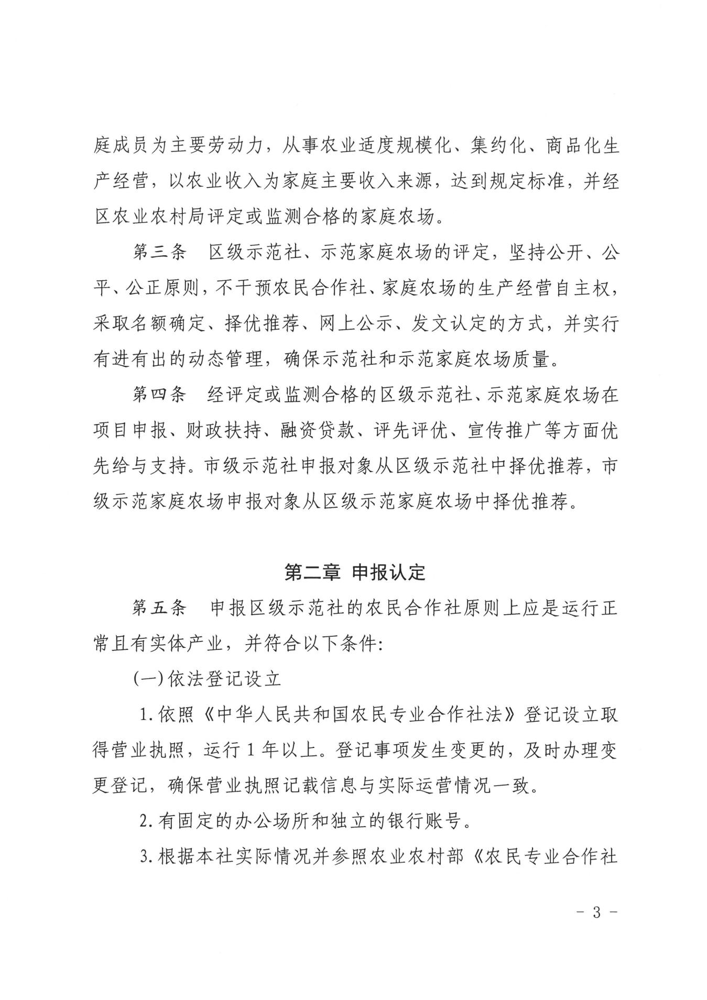 庭成员为主要劳动力，从事农业适度规模化、集约化、商品化生
产经营，以农业收入为家庭主要收入来源，达到规定标准，并经
区农业农村局评定或监测合格的家庭农场。
第三条　区级示范社、示范家庭农场的评定，坚持公开、公
平、公正原则，不干预农民合作社、家庭农场的生产经营自主权，
采取名额确定、择优推荐、网上公示、发文认定的方式，并实行
有进有出的动态管理，确保示范社和示范家庭农场质量。
第四条　经评定或监测合格的区级示范社、示范家庭农场在
项目申报、财政扶持、融资贷款、评先评优、宣传推广等方面优
先给与支持。市级示范社申报对象从区级示范社中择优推荐，市
级示范家庭农场申报对象从区级示范家庭农场中择优推荐。
第二章 申报认定
第五条　申报区级示范社的农民合作社原则上应是运行正
常且有实体产业，并符合以下条件：
(一)依法登记设立
1.依照《中华人民共和国农民专业合作社法》登记设立取
得营业执照，运行 1 年以上。登记事项发生变更的，及时办理变
更登记，确保营业执照记载信息与实际运营情况一致。
2.有固定的办公场所和独立的银行账号。
3.根据本社实际情况并参照农业农村部《农民专业合作社
- 3 -